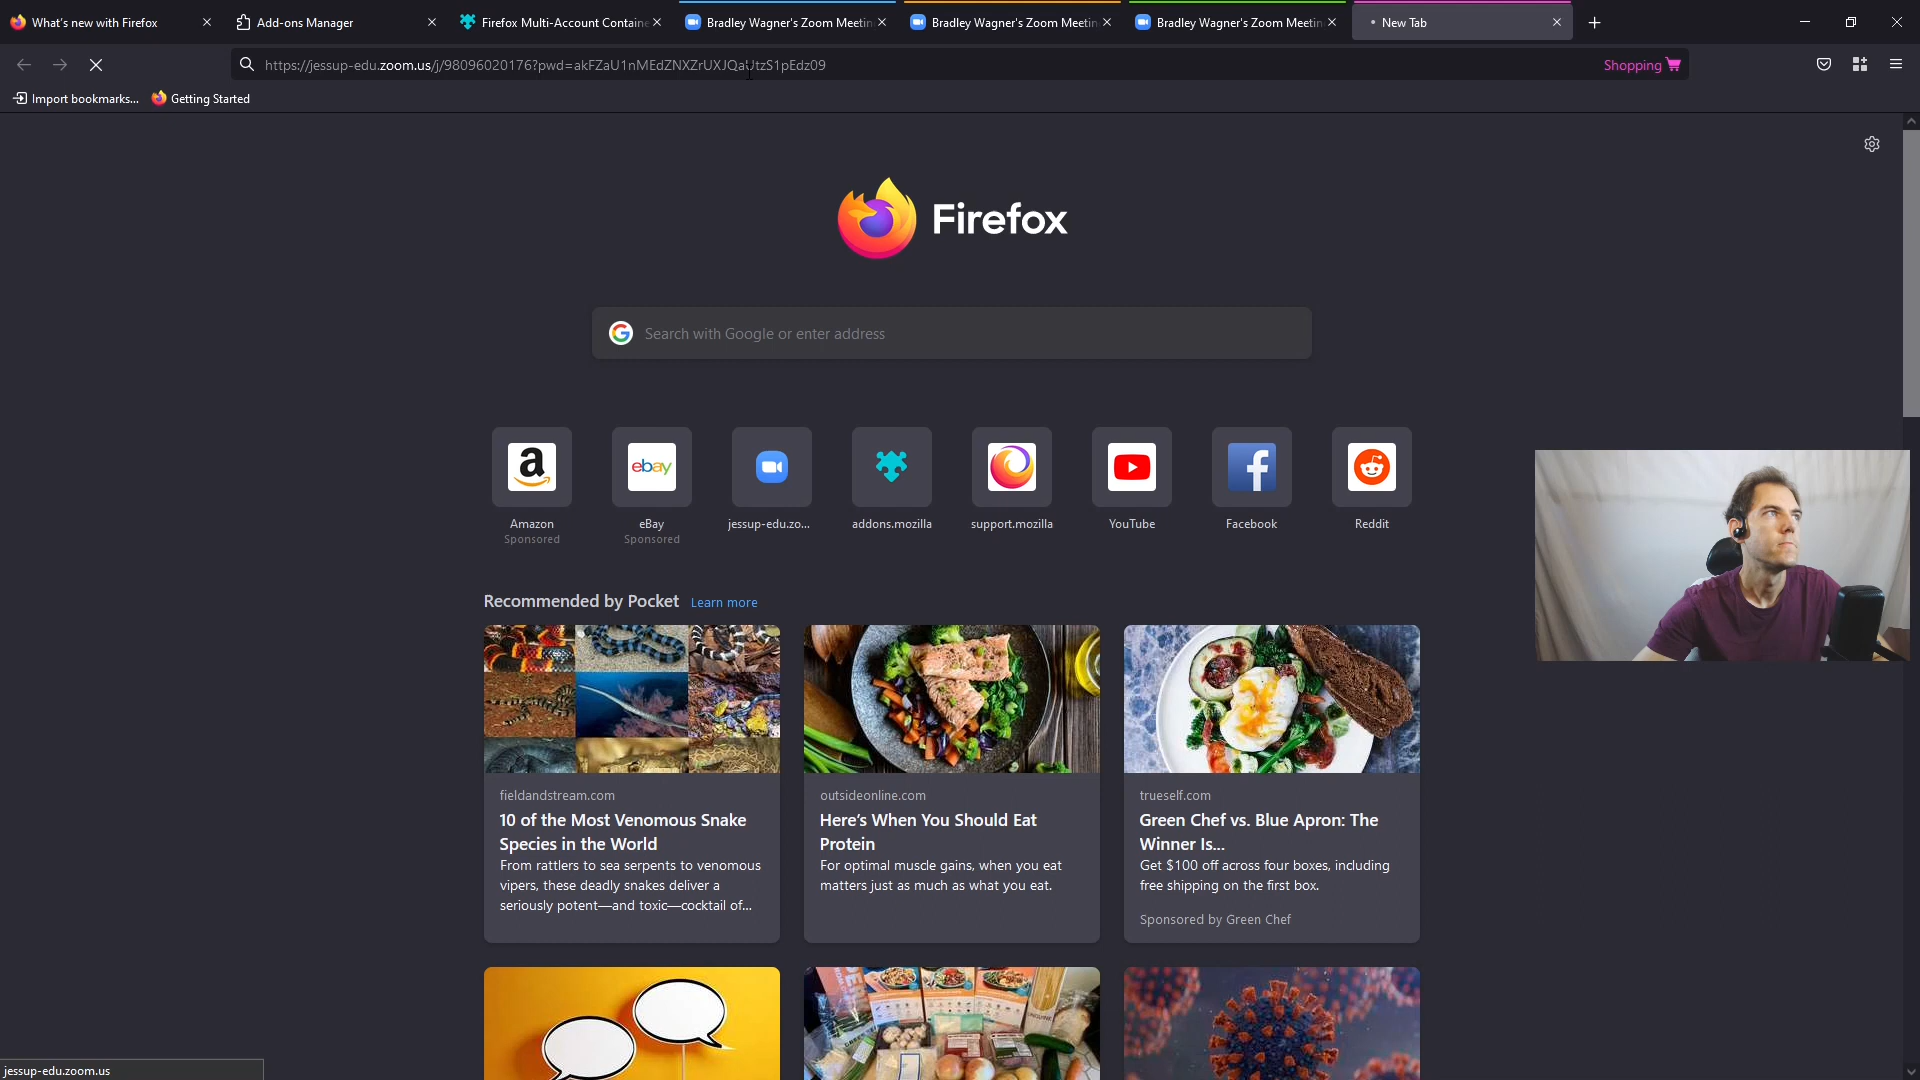 What's new with Firefox
Add-ons Manager
Firefox Multi-Account Containe
Bradley Wagner's Zoom Meetin
Bradley Wagner's Zoom Meetin
Bradley Wagner's Zoom Meetin
New Tab
https://jessup-edu.zoom.us/j/98096020176?pwd=akFZaU1nMEdZNXZrUXJQa
tzS1pEdz09
Shopping
Import bookmarks...
Getting Started
Firefox
Search with Google or enter address
Amazon
Sponsored
eBay
Sponsored
jessup-edu.zo...
addons.mozilla
support.mozilla
YouTube
Facebook
Reddit
Recommended by Pocket Learn more
fieldandstream.com
10 of the Most Venomous Snake
Species in the World
From rattlers to sea serpents to venomous
vipers, these deadly snakes deliver a
seriously potent—and toxic—cocktail of...
outsideonline.com
Here's When You Should Eat
Protein
For optimal muscle gains, when you eat
matters just as much as what you eat.
trueself.com
Green Chef vs. Blue Apron: The
Winner Is...
Get $100 off across four boxes, including
free shipping on the first box.
Sponsored by Green Chef
jessup-edu.zoom.us